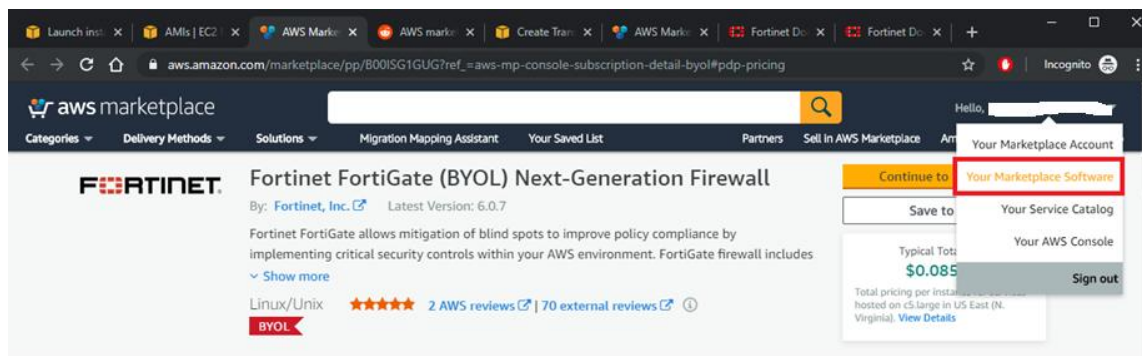 Launch inst AMIs | EC2 AWS Marke AWS marke Create Tran AWS Marke Fortinet Do Fortinet Do
aws.amazon.com/marketplace/pp/B00ISG1GUG?ref_=aws-mp-console-subscription-detail-byol#pdp-pricing Incognito
aws marketplace Hello,
Categories Delivery Methods Solutions Migration Mapping Assistant Your Saved List Partners Sell in AWS Marketplace Am
Your Marketplace Account
FORTINET Fortinet FortiGate (BYOL) Next-Generation Firewall Continue to Your Marketplace Software
By: Fortinet, Inc. Latest Version: 6.0.7 Save to Your Service Catalog
Fortinet FortiGate allows mitigation of blind spots to improve policy compliance by
implementing critical security controls within your AWS environment. FortiGate firewall includes
Show more
Linux/Unix 2 AWS reviews | 70 external reviews
BYOL
Typical Tota Your AWS Console
$0.085 Sign out
Total pricing per instan
hosted on c5.large in US East (N.
Virginia). View Details